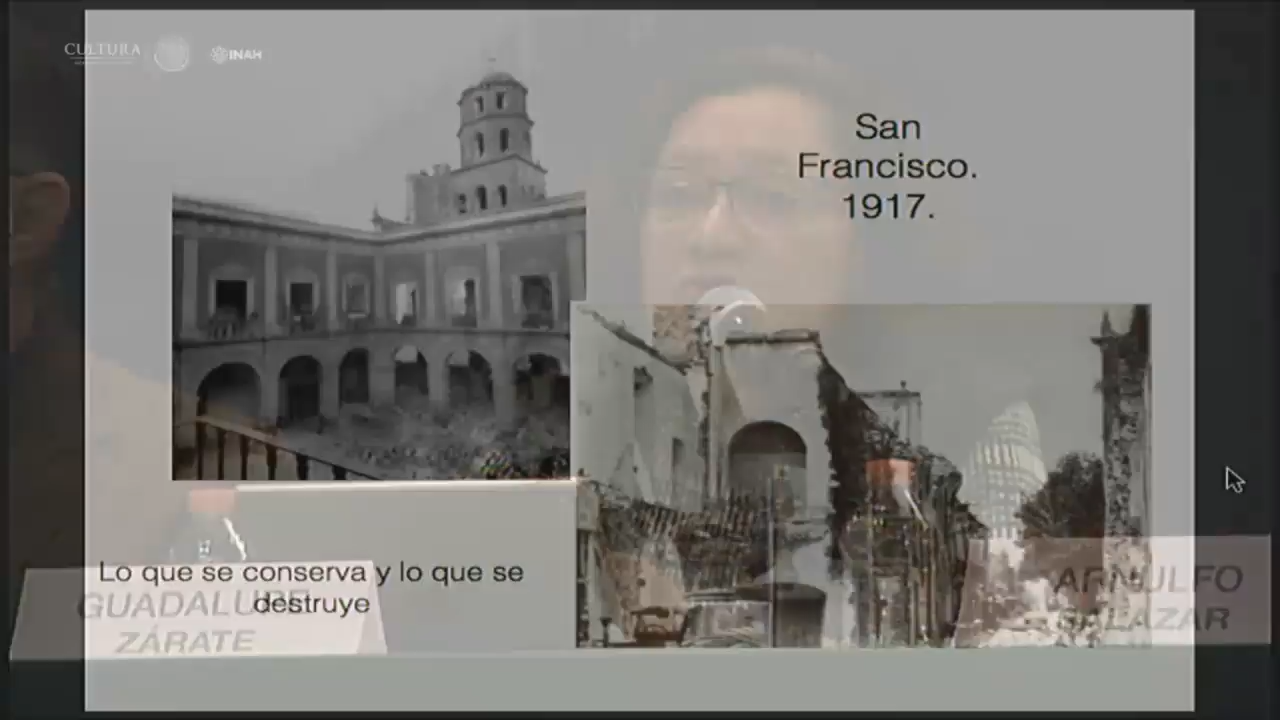 CULTURA
INAH
San
Francisco.
1917.
Lo que se conserva y lo que se
destruye
GUADALUPE
ZÁRATE
ARNULFO
SALAZAR